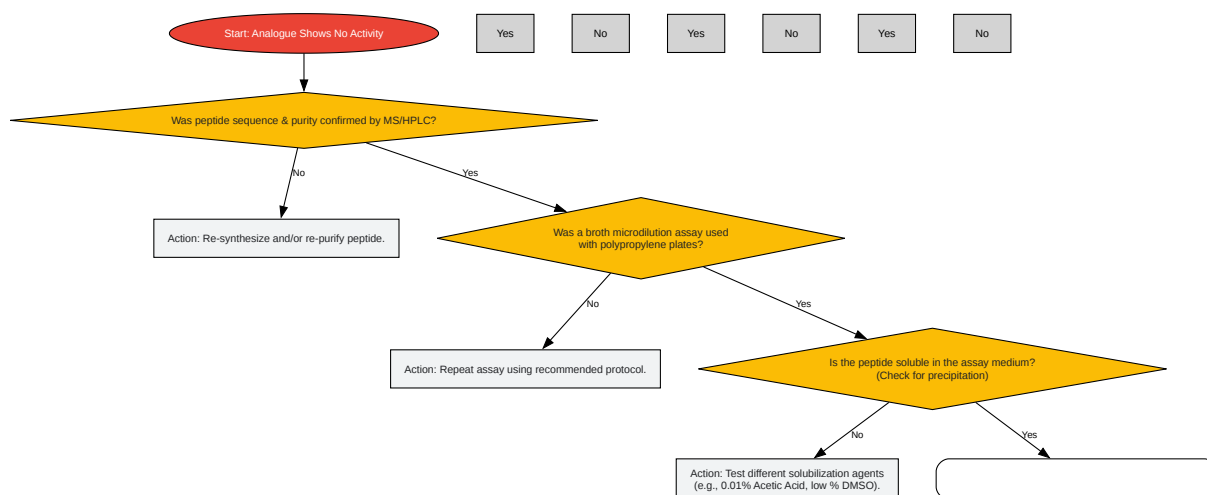 Start: Analogue Shows No Activity
Yes
No
Yes
No
Yes
No
Was peptide sequence & purity confirmed by MS/HPLC?
No
Yes
Action: Re-synthesize and/or re-purify peptide.
Was a broth microdilution assay used
with polypropylene plates?
No
Yes
Action: Repeat assay using recommended protocol.
Is the peptide soluble in the assay medium?
(Check for precipitation)
No
Yes
Action: Test different solubilization agents
(e.g., 0.01% Acetic Acid, low % DMSO).